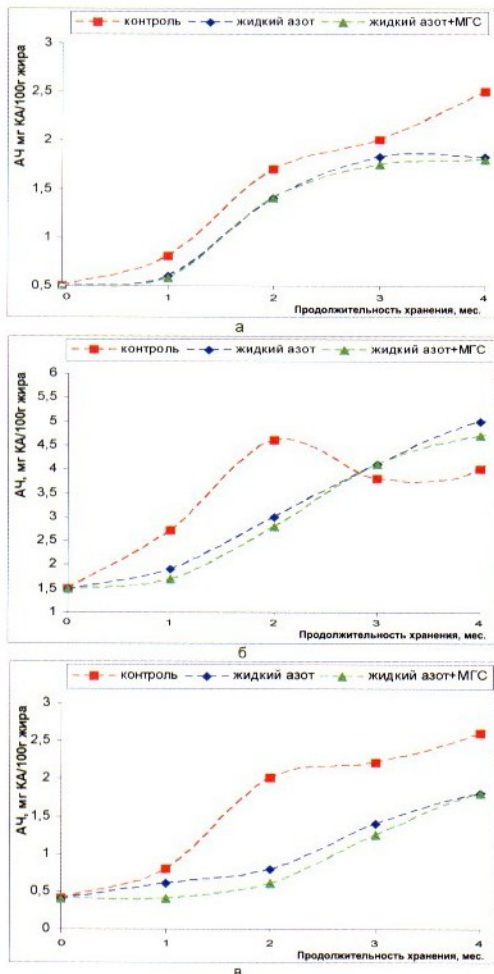 контроль жидкий азот жидкий азот+МГС
АЧ мг КА/100г жира
3
2,5
2
1,5
1
0,5
0 1 2 3 4
Продолжительность хранения, мес.
а
контроль жидкий азот жидкий азот+МГС
АЧ, мг КА/100г жира
6
5,5
5
4,5
4
3,5
3
2,5
2
1,5
1
0 1 2 3 4
Продолжительность хранения, мес.
б
контроль жидкий азот жидкий азот+МГС
АЧ, мг КА/100г жира
3
2,5
2
1,5
1
0,5
0
0 1 2 3 4
Продолжительность хранения, мес.
в